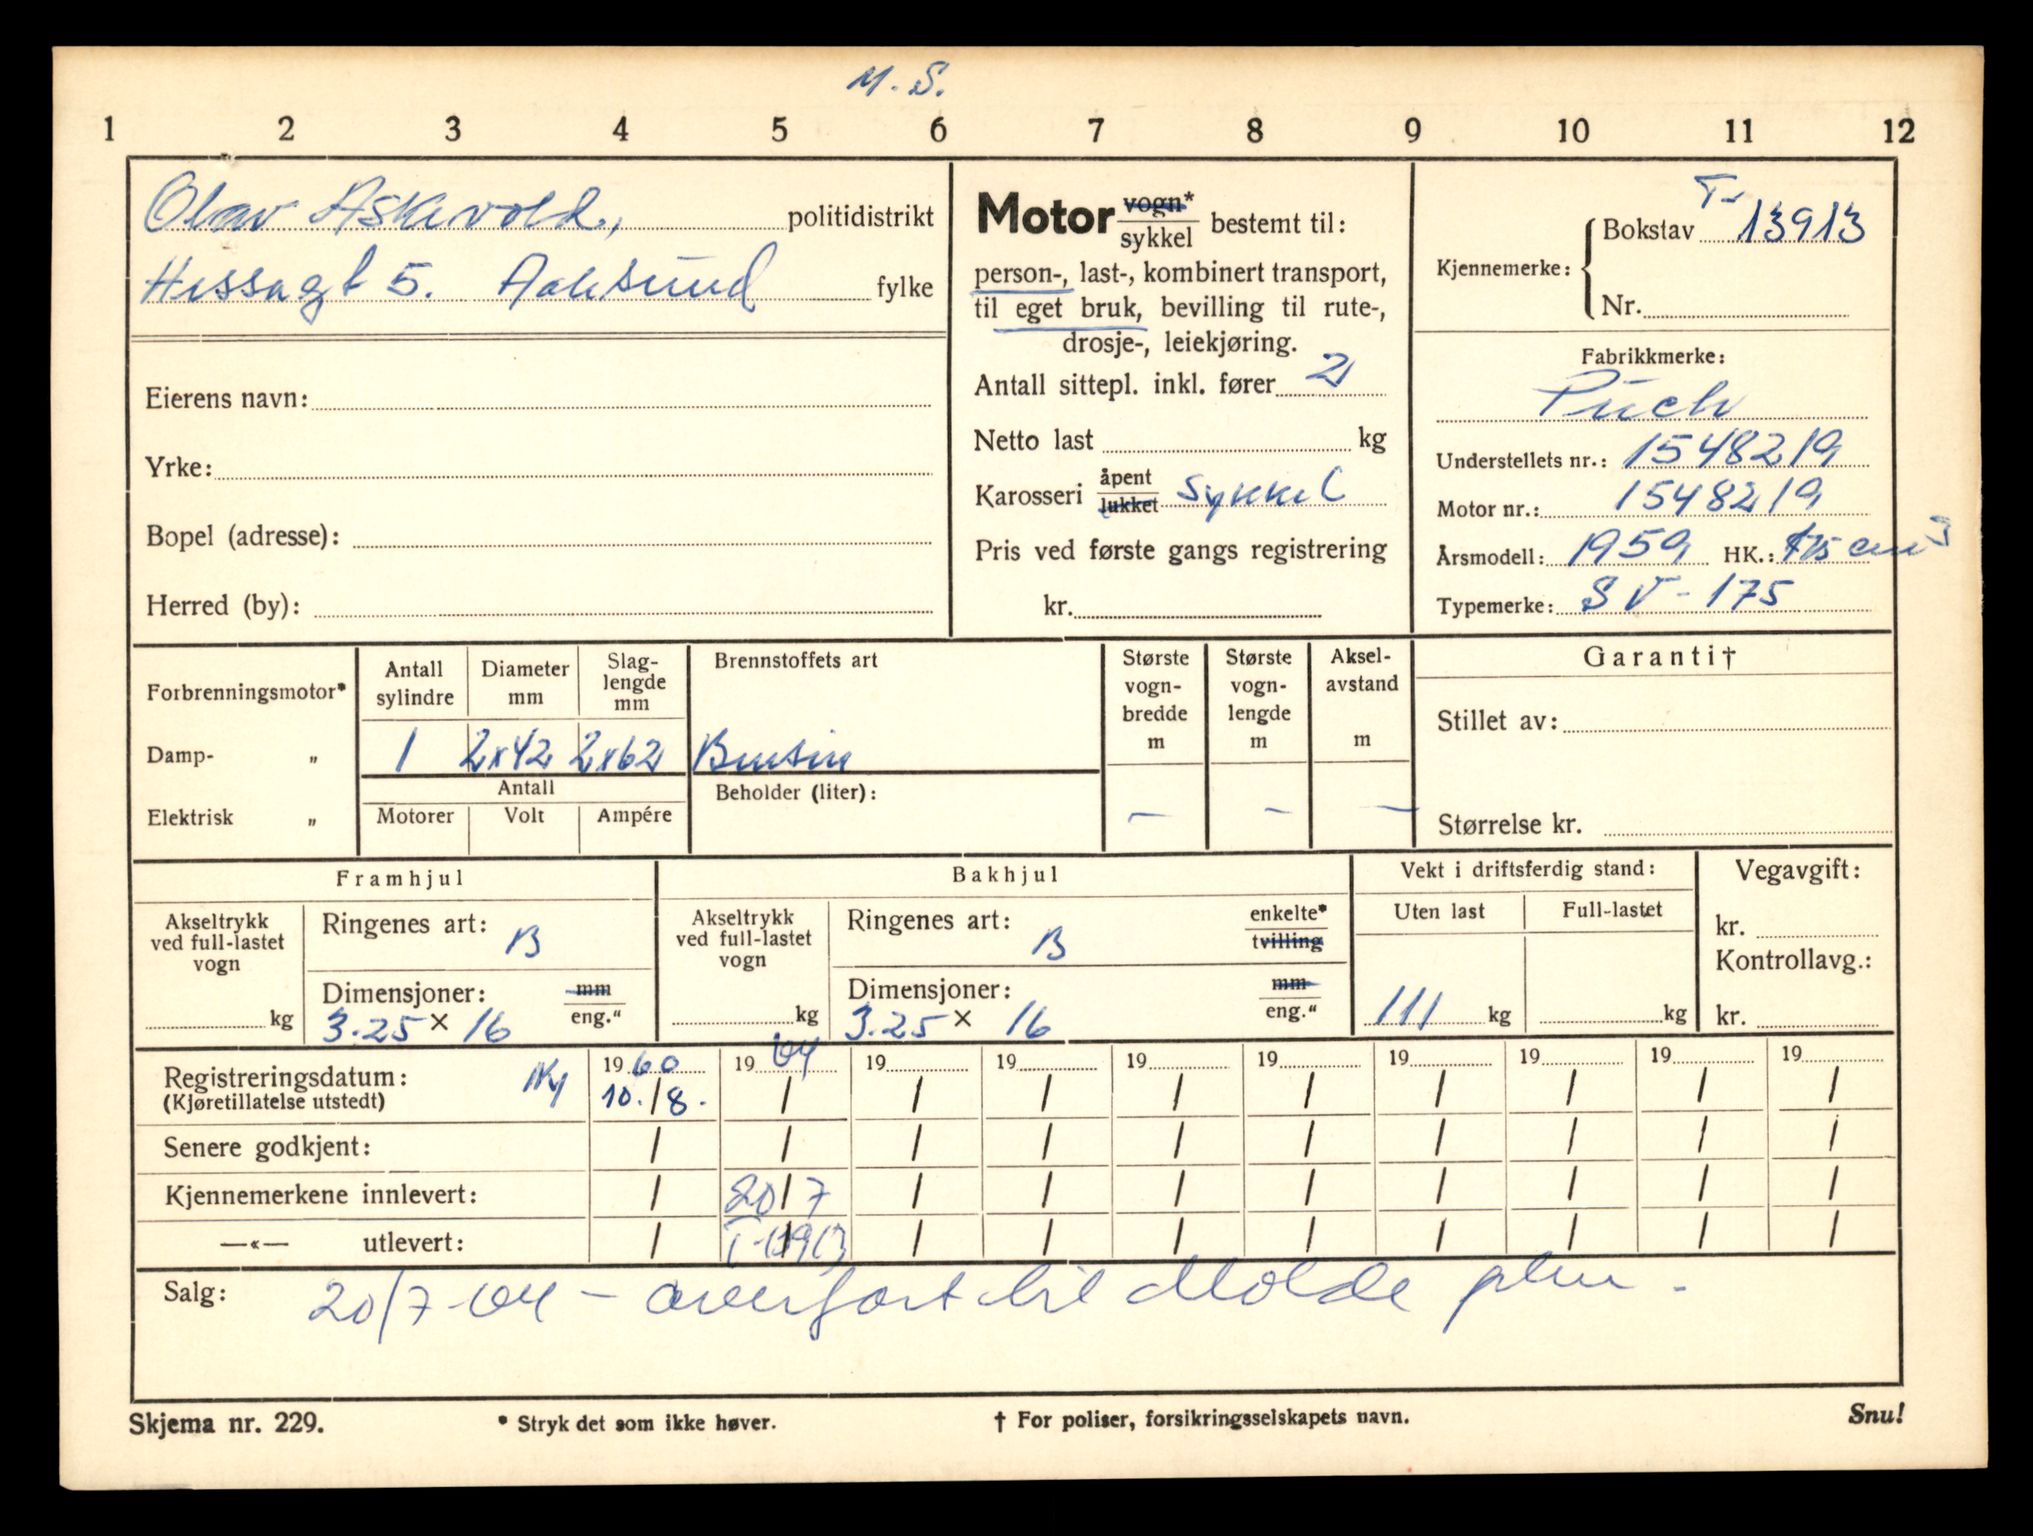 M. S.
1 2 3 4 5 6 7 8 9 10 11 12
Olav Askevold, politidistrikt
Hessagt 5. Aalesund fylke
Eierens navn:
Yrke:
Bopel (adresse):
Herred (by):
Motor vogn* sykkel bestemt til:
person-, last-, kombinert transport,
til eget bruk, bevilling til rute-,
drosje-, leiekjøring.
Antall sittepl. inkl. fører 2
Netto last kg
Karosseri åpent lukket Sykkel
Pris ved første gangs registrering
kr.
Kjennemerke: Bokstav T- 13913
Nr.
Fabrikkmerke:
Puch
Understellets nr.: 1548219
Motor nr.: 1548219
Årsmodell: 1959 HK.: cm3
Typemerke: SV-175
Forbrenningsmotor*
Damp- „
Elektrisk „
Antall sylindre
Diameter mm
Slag-
lengde
mm
1 2x42 2x62
Antall
Motorer Volt Ampére
Brennstoffets art
Bensin
Beholder (liter):
Største
vogn-
bredde
m
—
Største
vogn-
lengde
m
—
Aksel-
avstand
m
—
Garanti†
Stillet av:
Størrelse kr.
Framhjul
Akseltrykk
ved full-lastet
vogn
kg
Ringenes art: B
Dimensjoner: mm eng."
3.25 × 16
Bakhjul
Akseltrykk
ved full-lastet
vogn
kg
Ringenes art: B enkelte* tvilling
Dimensjoner: mm eng."
3.25 × 16
Vekt i driftsferdig stand:
Uten last Full-lastet
111 kg kg
Vegavgift:
kr.
Kontrollavg.:
kr.
Registreringsdatum: Ny 1960 1964 19 19 19 19 19 19 19 19
(Kjøretillatelse utstedt) 10./8. / / / / / / / / /
Senere godkjent: / / / / / / / / / /
Kjennemerkene innlevert: / 20/7 / / / / / / / /
—«— utlevert: / T-13913 / / / / / / / /
Salg: 20/7-64 – overført til Molde pkm.
Skjema nr. 229. * Stryk det som ikke høver. † For poliser, forsikringsselskapets navn. Snu!